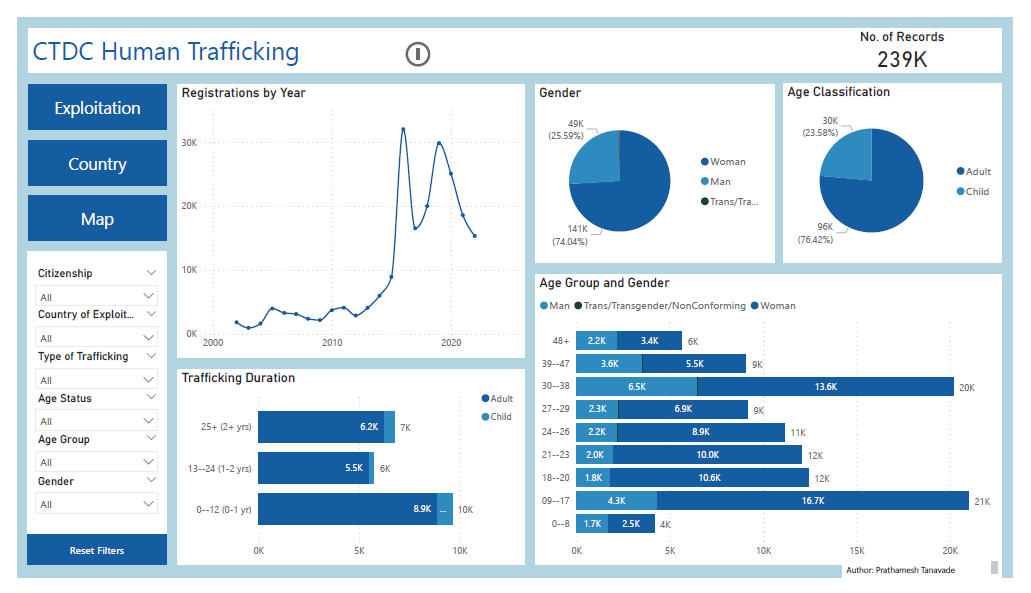 CTDC Human Trafficking
No. of Records
239K
Exploitation
Country
Map
Citizenship
All
Country of Exploit...
All
Type of Trafficking
All
Age Status
All
Age Group
All
Gender
All
Reset Filters
Registrations by Year
30K
20K
10K
0K
2000
2010
2020
Gender
49K
(25.59%)
141K
(74.04%)
Woman
Man
Trans/Tra...
Age Classification
30K
(23.58%)
96K
(76.42%)
Adult
Child
Trafficking Duration
Adult
Child
25+ (2+ yrs)
6.2K
7K
13--24 (1-2 yrs)
5.5K
6K
0--12 (0-1 yr)
8.9K
...
10K
0K
5K
10K
Age Group and Gender
Man
Trans/Transgender/NonConforming
Woman
48+ 2.2K 3.4K 6K
39--47 3.6K 5.5K 9K
30--38 6.5K 13.6K 20K
27--29 2.3K 6.9K 9K
24--26 2.2K 8.9K 11K
21--23 2.0K 10.0K 12K
18--20 1.8K 10.6K 12K
09--17 4.3K 16.7K 21K
0--8 1.7K 2.5K 4K
0K 5K 10K 15K 20K
Author: Prathamesh Tanavade